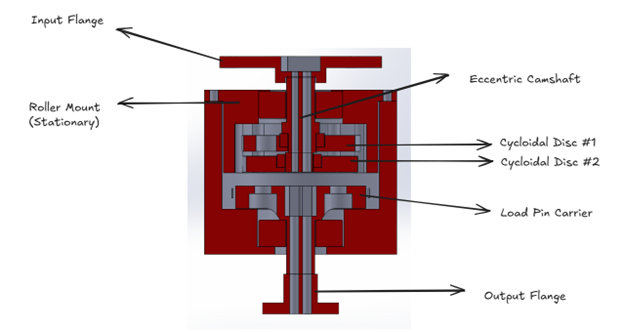 Input Flange
Eccentric Camshaft
Roller Mount
(Stationary)
Cycloidal Disc #1
Cycloidal Disc #2
Load Pin Carrier
Output Flange